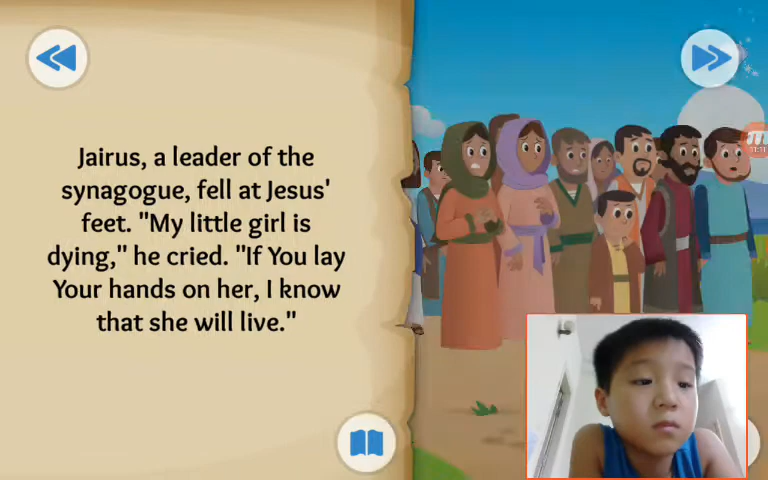 Jairus, a leader of the
synagogue, fell at Jesus'
feet. "My little girl is
dying," he cried. "If You lay
Your hands on her, I know
that she will live."